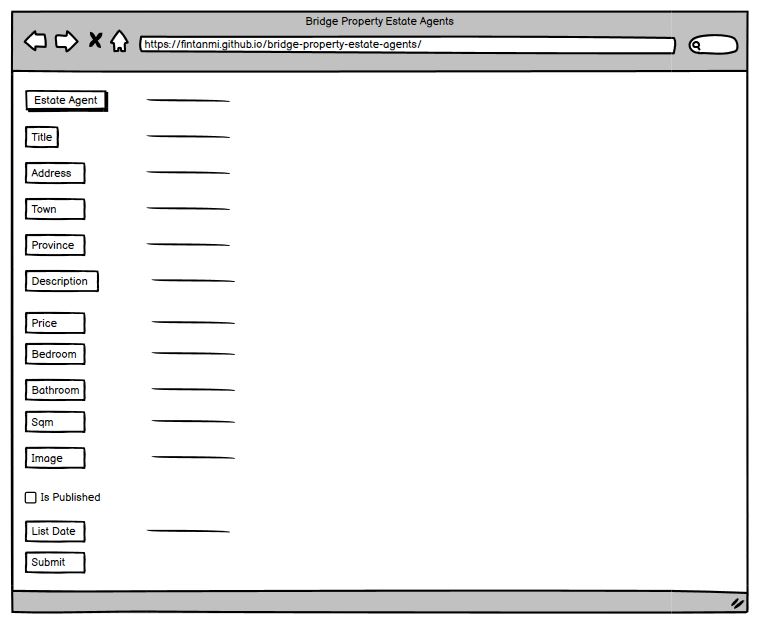 Bridge Property Estate Agents
https://fintanmi.github.io/bridge-property-estate-agents/
Estate Agent
Title
Address
Town
Province
Description
Price
Bedroom
Bathroom
Sqm
Image
Is Published
List Date
Submit